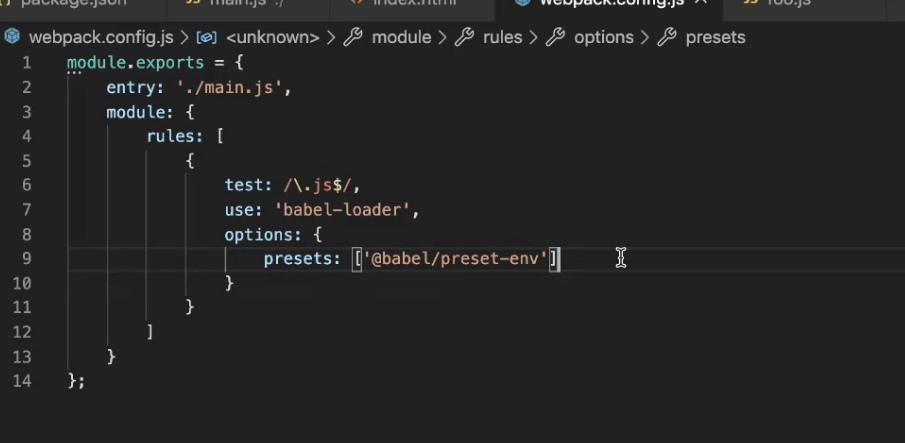 package.json main.js ./ index.html webpack.config.js foo.js
webpack.config.js > <unknown> > module > rules > options > presets
1 module.exports = {
2 entry: './main.js',
3 module: {
4 rules: [
5 {
6 test: /\.js$/,
7 use: 'babel-loader',
8 options: {
9 presets: ['@babel/preset-env']
10 }
11 }
12 ]
13 }
14 };